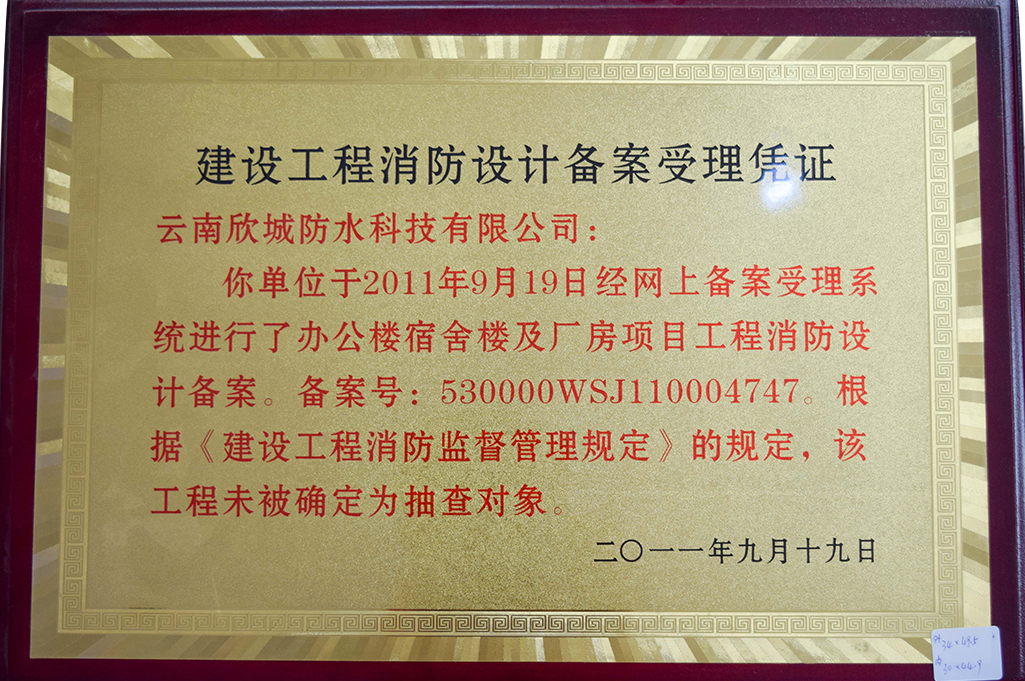 建设工程消防设计备案受理凭证
云南欣城防水科技有限公司：
你单位于2011年9月19日经网上备案受理系
统进行了办公楼宿舍楼及厂房项目工程消防设
计备案。备案号：530000WSJ110004747。根
据《建设工程消防监督管理规定》的规定，该
工程未被确定为抽查对象。
二〇一一年九月十九日
34×49.5
30×44.9